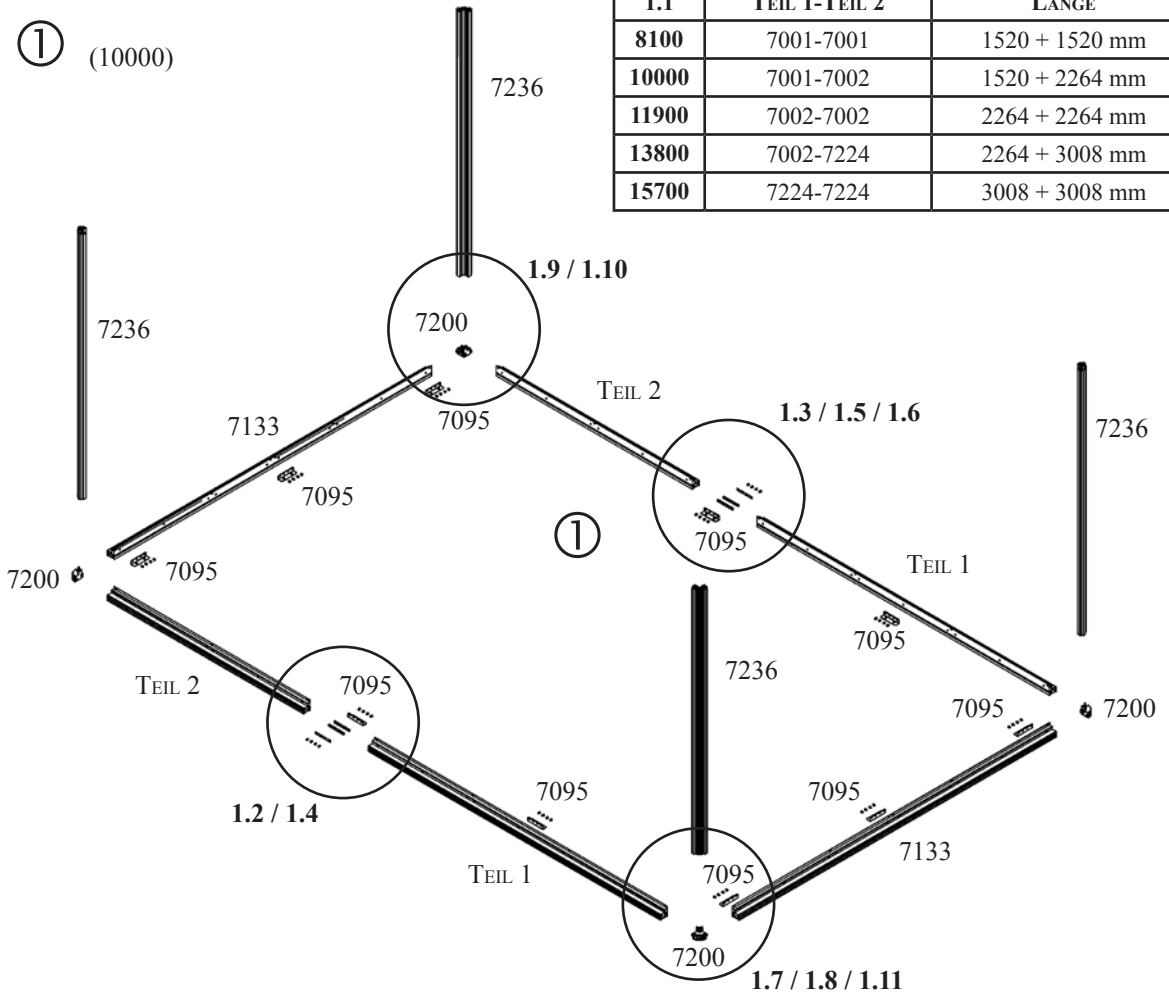 ①
(10000)
1.1 TEIL 1-TEIL 2 LÄNGE
8100 7001-7001 1520 + 1520 mm
10000 7001-7002 1520 + 2264 mm
11900 7002-7002 2264 + 2264 mm
13800 7002-7224 2264 + 3008 mm
15700 7224-7224 3008 + 3008 mm
7236
1.9 / 1.10
7200
7236
TEIL 2
1.3 / 1.5 / 1.6
7095
7133
7236
7095
①
7095
7095
7200
TEIL 1
7095
7236
TEIL 2
7095
7095
7200
1.2 / 1.4
7095
7095
7133
TEIL 1
7095
7200
1.7 / 1.8 / 1.11